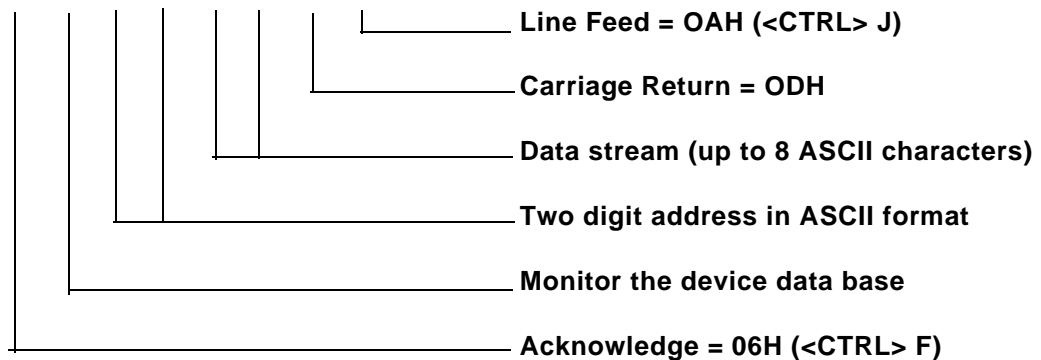 Line Feed = OAH (<CTRL> J)
Carriage Return = ODH
Data stream (up to 8 ASCII characters)
Two digit address in ASCII format
Monitor the device data base
Acknowledge = 06H (<CTRL> F)